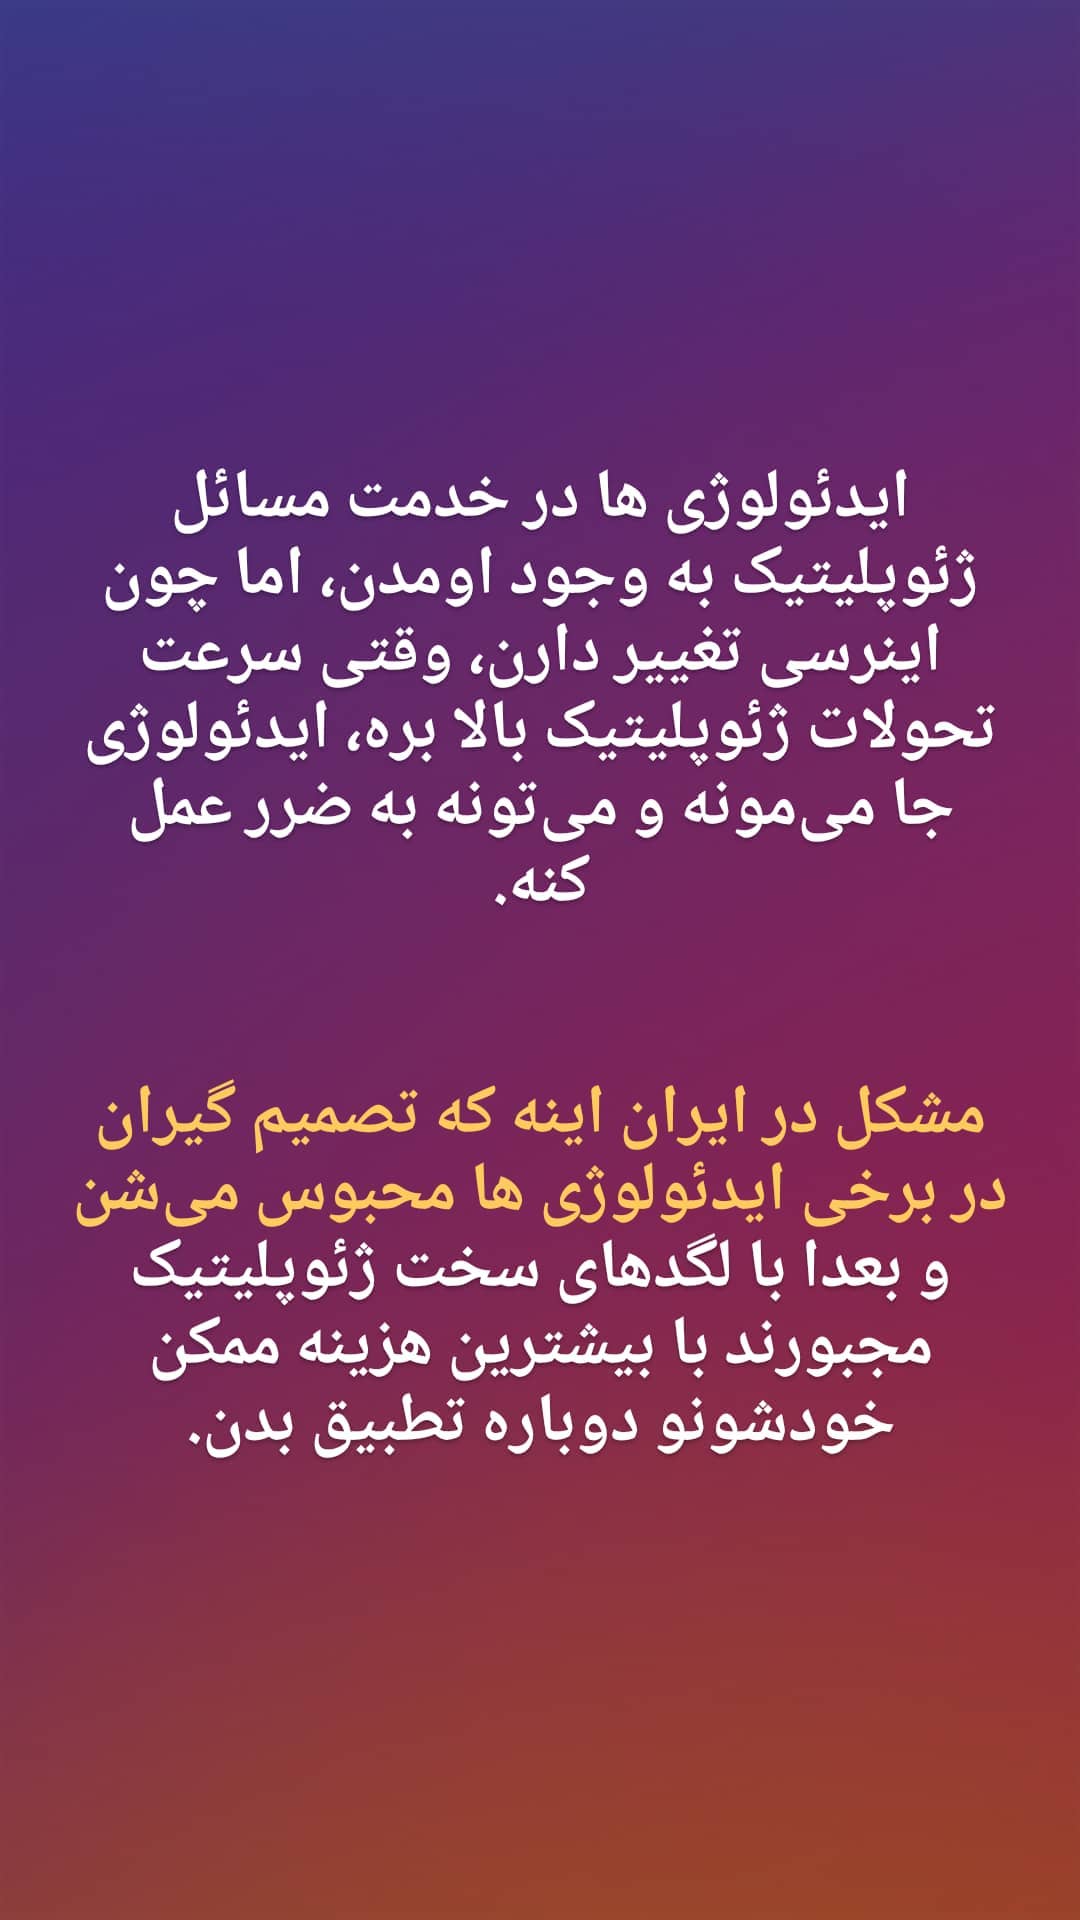 ایدئولوژی ها در خدمت مسائل
ژئوپلیتیک به وجود اومدن، اما چون
اینرسی تغییر دارن، وقتی سرعت
تحولات ژئوپلیتیک بالا بره، ایدئولوژی
جا می‌مونه و می‌تونه به ضرر عمل
کنه.
مشکل در ایران اینه که تصمیم گیران
در برخی ایدئولوژی ها محبوس می‌شن
و بعدا با لگدهای سخت ژئوپلیتیک
مجبورند با بیشترین هزینه ممکن
خودشونو دوباره تطبیق بدن.